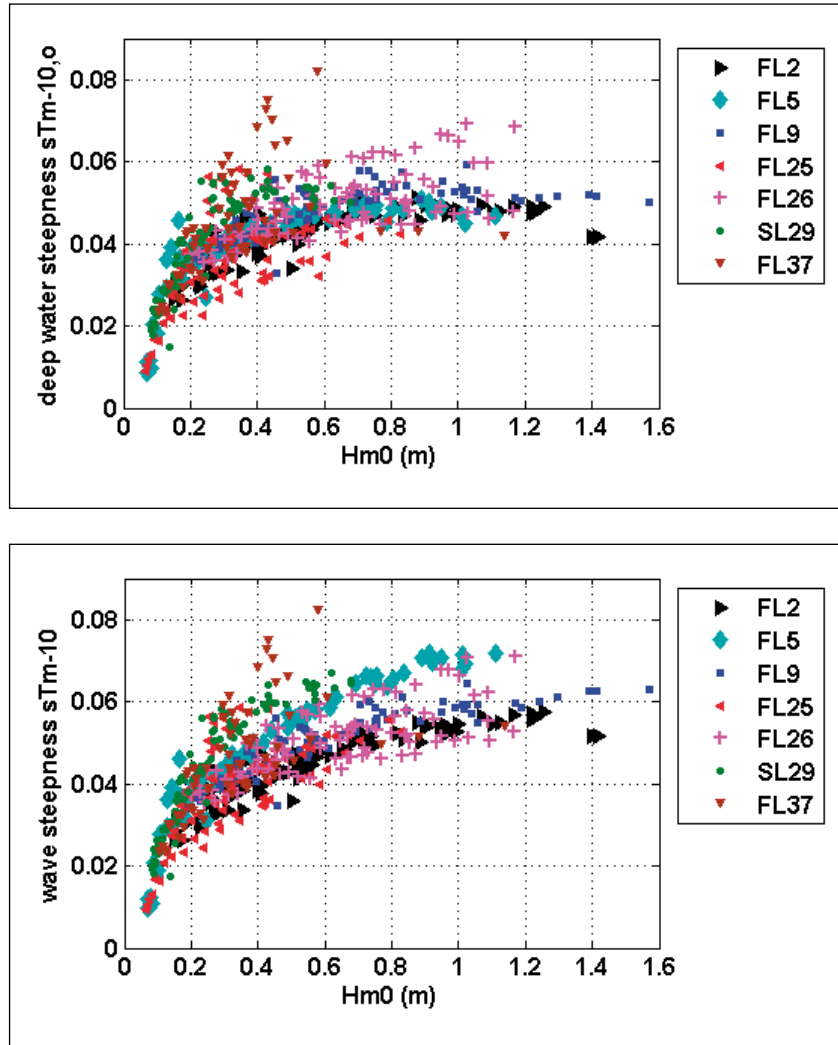 deep water steepness sTm-10,o
0.08
0.06
0.04
0.02
0
0 0.2 0.4 0.6 0.8 1 1.2 1.4 1.6
Hm0 (m)
FL2
FL5
FL9
FL25
FL26
SL29
FL37
wave steepness sTm-10
0.08
0.06
0.04
0.02
0
0 0.2 0.4 0.6 0.8 1 1.2 1.4 1.6
Hm0 (m)
FL2
FL5
FL9
FL25
FL26
SL29
FL37